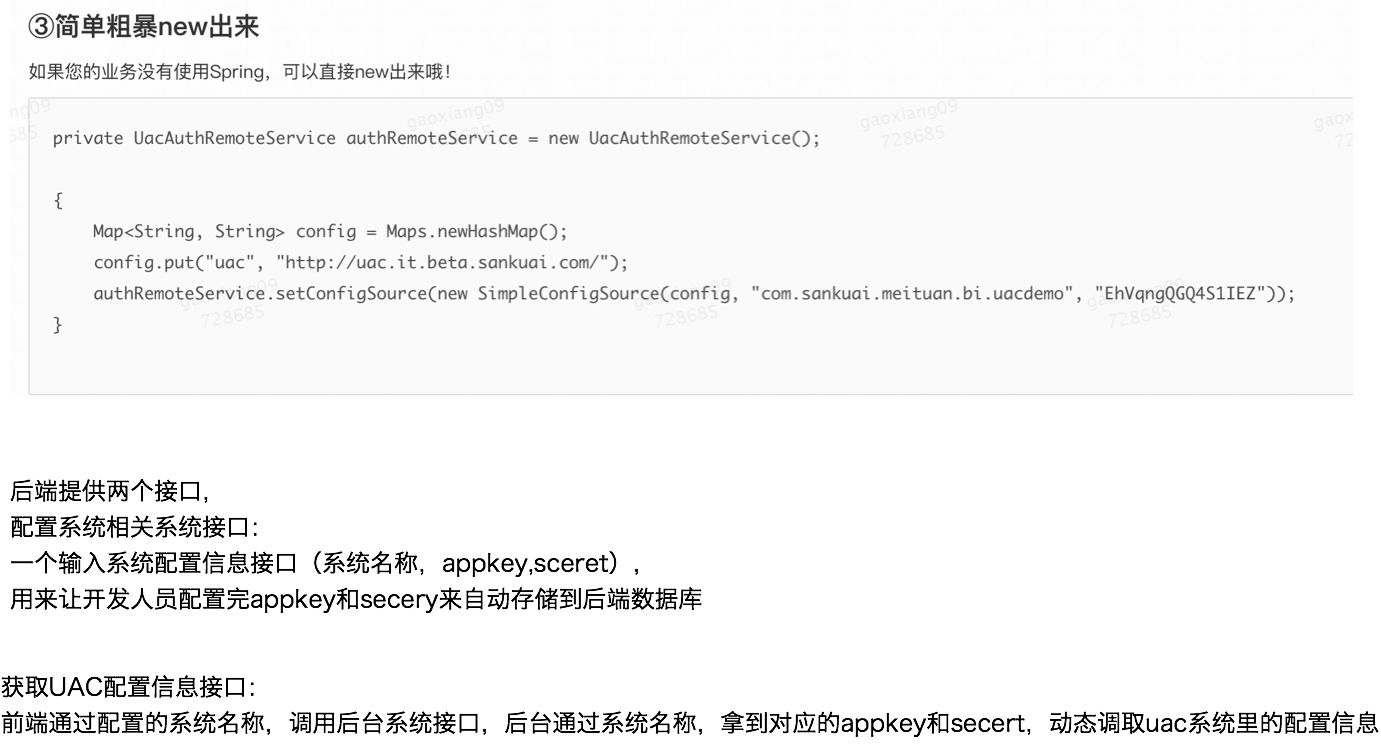 ③简单粗暴new出来
如果您的业务没有使用Spring，可以直接new出来哦！
private UacAuthRemoteService authRemoteService = new UacAuthRemoteService();
{
Map<String, String> config = Maps.newHashMap();
config.put("uac", "http://uac.it.beta.sankuai.com/");
authRemoteService.setConfigSource(new SimpleConfigSource(config, "com.sankuai.meituan.bi.uacdemo", "EhVqngQGQ4S1IEZ"));
}
gaoxiang09
728685
后端提供两个接口，
配置系统相关系统接口：
一个输入系统配置信息接口（系统名称，appkey,sceret），
用来让开发人员配置完appkey和secery来自动存储到后端数据库
获取UAC配置信息接口：
前端通过配置的系统名称，调用后台系统接口，后台通过系统名称，拿到对应的appkey和secert，动态调取uac系统里的配置信息